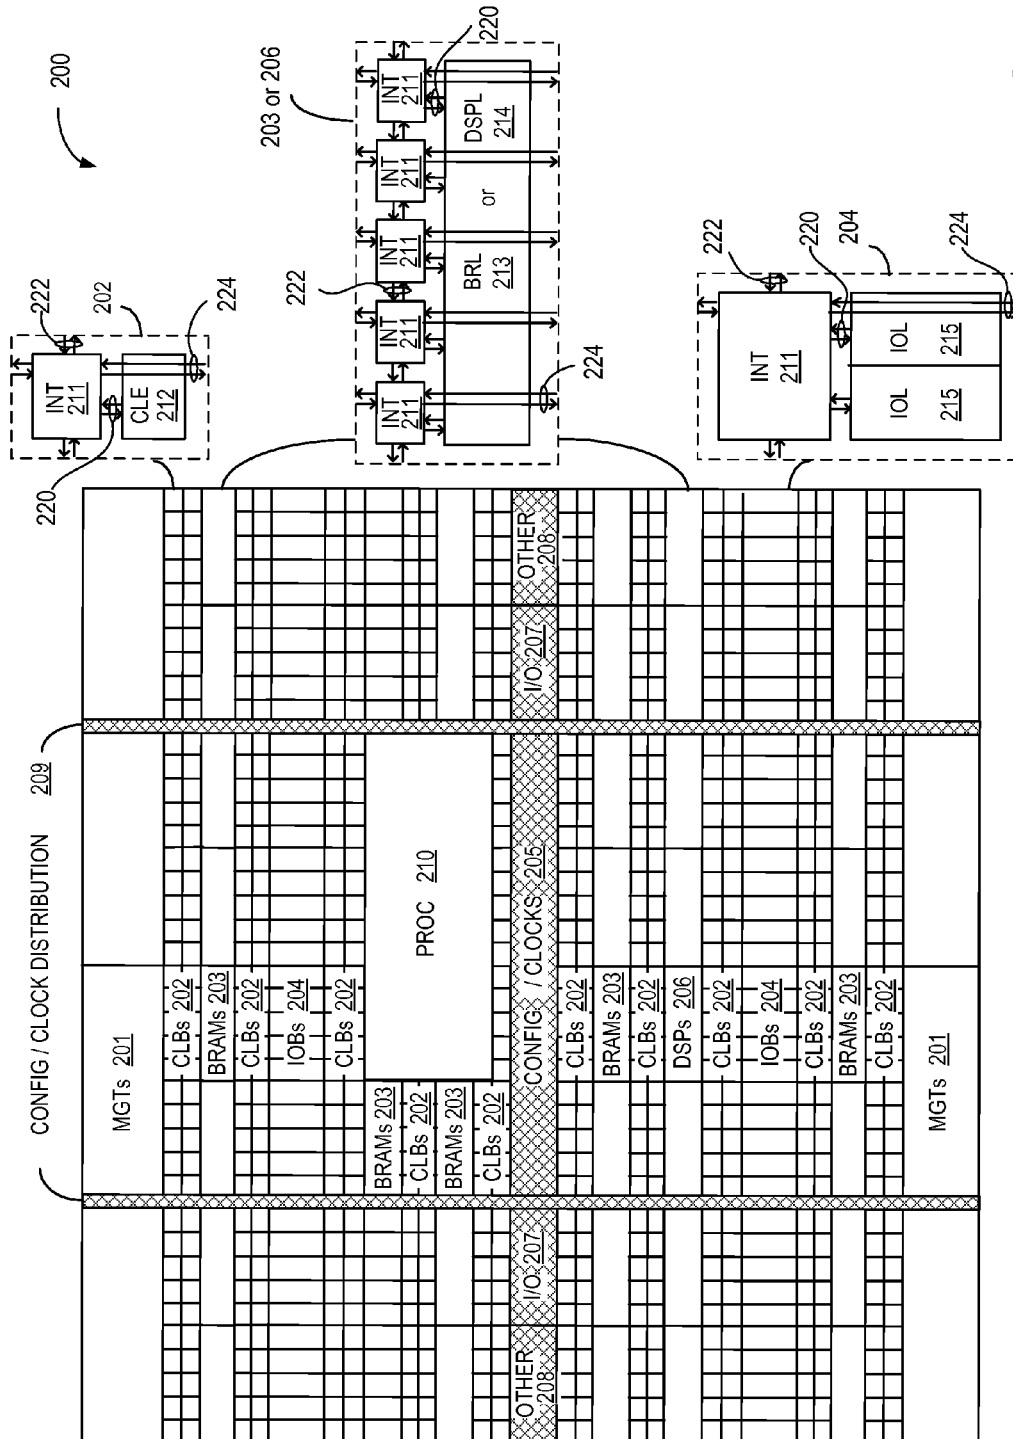 CONFIG / CLOCK DISTRIBUTION 209
200
MGTs 201
CLBs 202
BRAMs 203
CLBs 202
IOBs 204
CLBs 202
PROC 210
BRAMs 203
CLBs 202
BRAMs 203
CLBs 202
OTHER
208
I/O 207
CONFIG / CLOCKS 205
I/O 207
OTHER
208
CLBs 202
BRAMs 203
CLBs 202
DSPs 206
CLBs 202
IOBs 204
CLBs 202
BRAMs 203
CLBs 202
MGTs 201
220
INT
211
222
CLE
212
202
224
203 or 206
INT
211
INT
211
INT
211
INT
211
INT
211
222
220
BRL
213
or
DSPL
214
224
INT
211
222
220
204
IOL
215
IOL
215
224